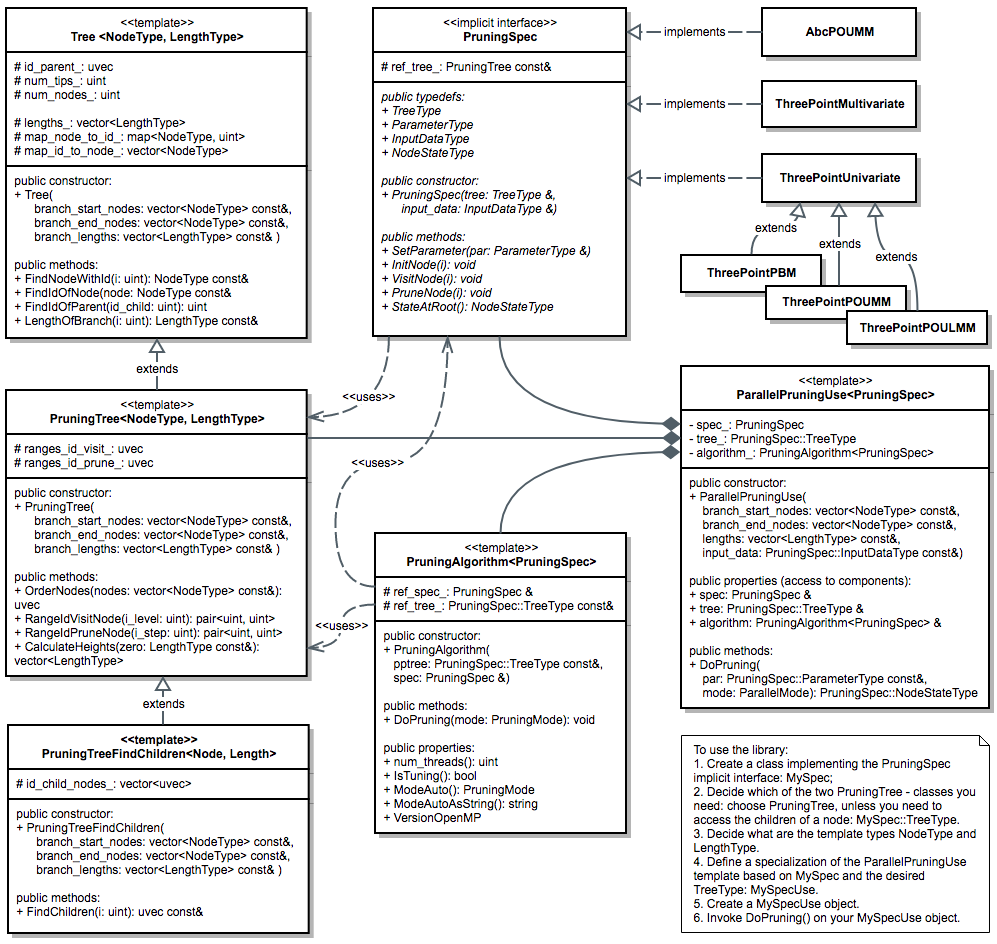 <<template>>
Tree <NodeType, LengthType>
# id_parent_: uvec
# num_tips_: uint
# num_nodes_: uint
# lengths_: vector<LengthType>
# map_node_to_id_: map<NodeType, uint>
# map_id_to_node_: vector<NodeType>
public constructor:
+ Tree(
branch_start_nodes: vector<NodeType> const&,
branch_end_nodes: vector<NodeType> const&,
branch_lengths: vector<LengthType> const& )
public methods:
+ FindNodeWithId(i: uint): NodeType const&
+ FindIdOfNode(node: NodeType const&
+ FindIdOfParent(id_child: uint): uint
+ LengthOfBranch(i: uint): LengthType const&
extends
<<template>>
PruningTree<NodeType, LengthType>
# ranges_id_visit_: uvec
# ranges_id_prune_: uvec
public constructor:
+ PruningTree(
branch_start_nodes: vector<NodeType> const&,
branch_end_nodes: vector<NodeType> const&,
branch_lengths: vector<LengthType> const& )
public methods:
+ OrderNodes(nodes: vector<NodeType> const&):
uvec
+ RangeIdVisitNode(i_level: uint): pair<uint, uint>
+ RangeIdPruneNode(i_step: uint): pair<uint, uint>
+ CalculateHeights(zero: LengthType const&):
vector<LengthType>
extends
<<template>>
PruningTreeFindChildren<Node, Length>
# id_child_nodes_: vector<uvec>
public constructor:
+ PruningTreeFindChildren(
branch_start_nodes: vector<NodeType> const&,
branch_end_nodes: vector<NodeType> const&,
branch_lengths: vector<LengthType> const& )
public methods:
+ FindChildren(i: uint): uvec const&
<<implicit interface>>
PruningSpec
# ref_tree_: PruningTree const&
public typedefs:
+ TreeType
+ ParameterType
+ InputDataType
+ NodeStateType
public constructor:
+ PruningSpec(tree: TreeType &,
input_data: InputDataType &)
public methods:
+ SetParameter(par: ParameterType &)
+ InitNode(i): void
+ VisitNode(i): void
+ PruneNode(i): void
+ StateAtRoot(): NodeStateType
<<uses>>
<<uses>>
<<uses>>
<<template>>
PruningAlgorithm<PruningSpec>
# ref_spec_: PruningSpec &
# ref_tree_: PruningSpec::TreeType const&
public constructor:
+ PruningAlgorithm(
pptree: PruningSpec::TreeType const&,
spec: PruningSpec &)
public methods:
+ DoPruning(mode: PruningMode): void
public properties:
+ num_threads(): uint
+ IsTuning(): bool
+ ModeAuto(): PruningMode
+ ModeAutoAsString(): string
+ VersionOpenMP
implements
AbcPOUMM
implements
ThreePointMultivariate
implements
ThreePointUnivariate
extends
extends
extends
ThreePointPBM
ThreePointPOUMM
ThreePointPOULMM
<<template>>
ParallelPruningUse<PruningSpec>
- spec_: PruningSpec
- tree_: PruningSpec::TreeType
- algorithm_: PruningAlgorithm<PruningSpec>
public constructor:
+ ParallelPruningUse(
branch_start_nodes: vector<NodeType> const&,
branch_end_nodes: vector<NodeType> const&,
lengths: vector<LengthType> const&,
input_data: PruningSpec::InputDataType const&)
public properties (access to components):
+ spec: PruningSpec &
+ tree: PruningSpec::TreeType &
+ algorithm: PruningAlgorithm<PruningSpec> &
public methods:
+ DoPruning(
par: PruningSpec::ParameterType const&,
mode: ParallelMode): PruningSpec::NodeStateType
To use the library:
1. Create a class implementing the PruningSpec
implicit interface: MySpec;
2. Decide which of the two PruningTree - classes you
need: choose PruningTree, unless you need to
access the children of a node: MySpec::TreeType.
3. Decide what are the template types NodeType and
LengthType.
4. Define a specialization of the ParallelPruningUse
template based on MySpec and the desired
TreeType: MySpecUse.
5. Create a MySpecUse object.
6. Invoke DoPruning() on your MySpecUse object.